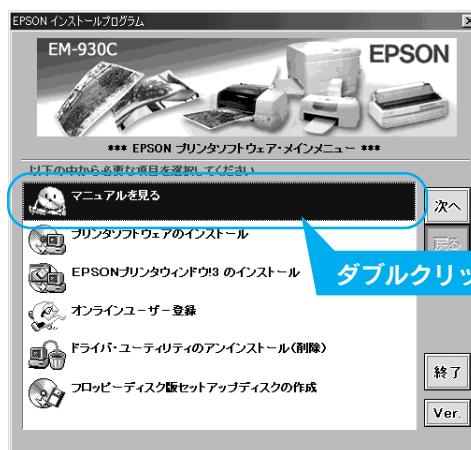 EPSON インストールプログラム
EM-930C
EPSON
*** EPSON プリンタソフトウェア・メインメニュー ***
以下の中から必要な項目を選択してください
マニュアルを見る
次へ
プリンタソフトウェアのインストール
戻る
EPSONプリンタウィンドウ!3 のインストール
ダブルクリッ
オンラインユーザー登録
ドライバ・ユーティリティのアンインストール(削除)
終了
フロッピーディスク版セットアップディスクの作成
Ver.